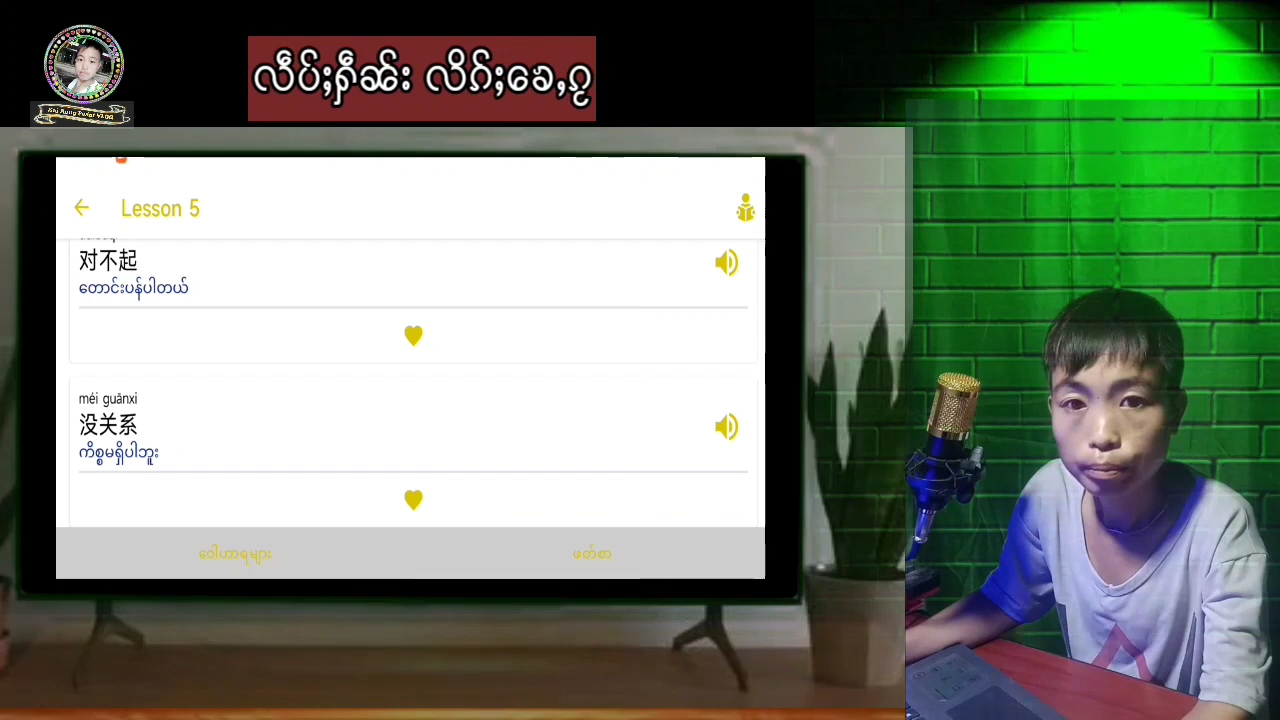 လဵပ်ႈႁဵၼ်း လိၵ်ႈၶေႇၵူ
Lesson 5
对不起
တောင်းပန်ပါတယ်
méi guānxi
没关系
ကိစ္စမရှိပါဘူး
ဝေါဟာရများ
ဖတ်စာ